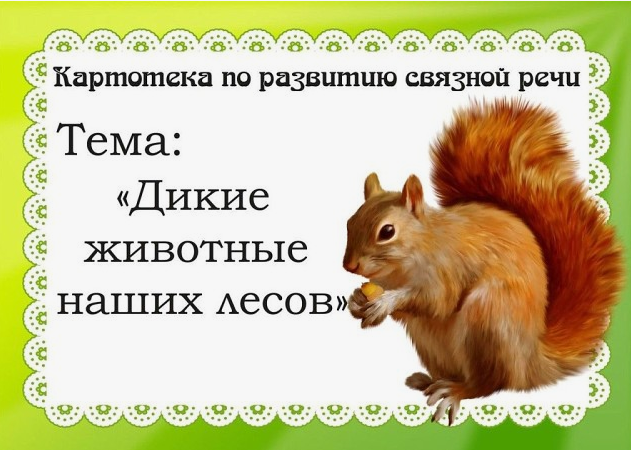 Картотека по развитию связной речи
Тема:
«Дикие
животные
наших лесов»